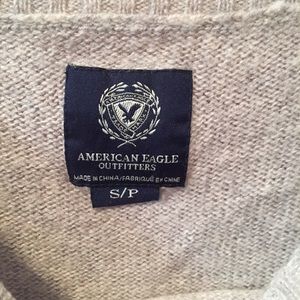 AMERICAN EAGLE
OUTFITTERS
MADE IN CHINA/FABRIQUÉ EN CHINE
S/P